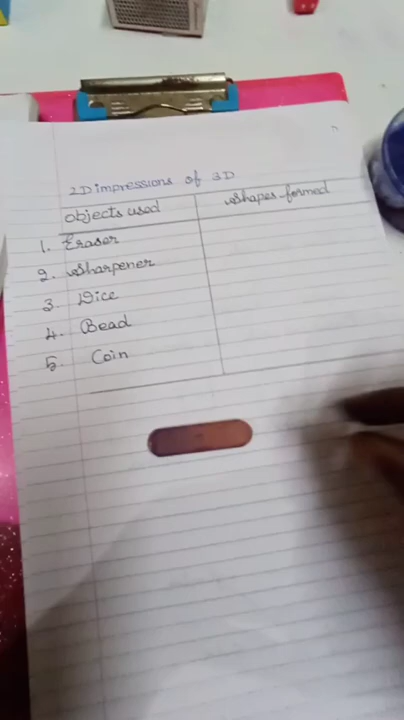 2D impressions of 3D
objects used shapes formed
1. Eraser
2. Sharpener
3. Dice
4. Bead
5. Coin